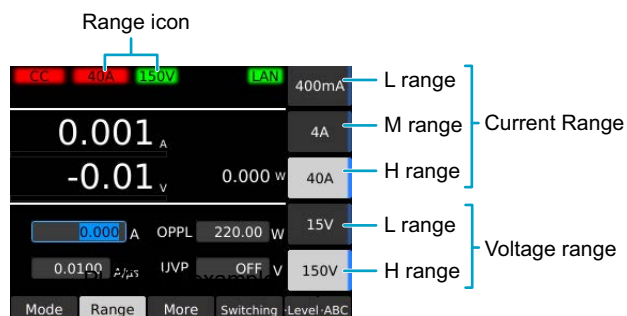 Range icon
CC 40A 150V LAN
400mA L range
0.001 A
4A M range Current Range
-0.01 V 0.000 W
40A H range
0.000 A OPPL 220.00 W
15V L range
Voltage range
0.0100 A/µs UVP OFF V
150V H range
Mode Range More Switching ·Level·ABC